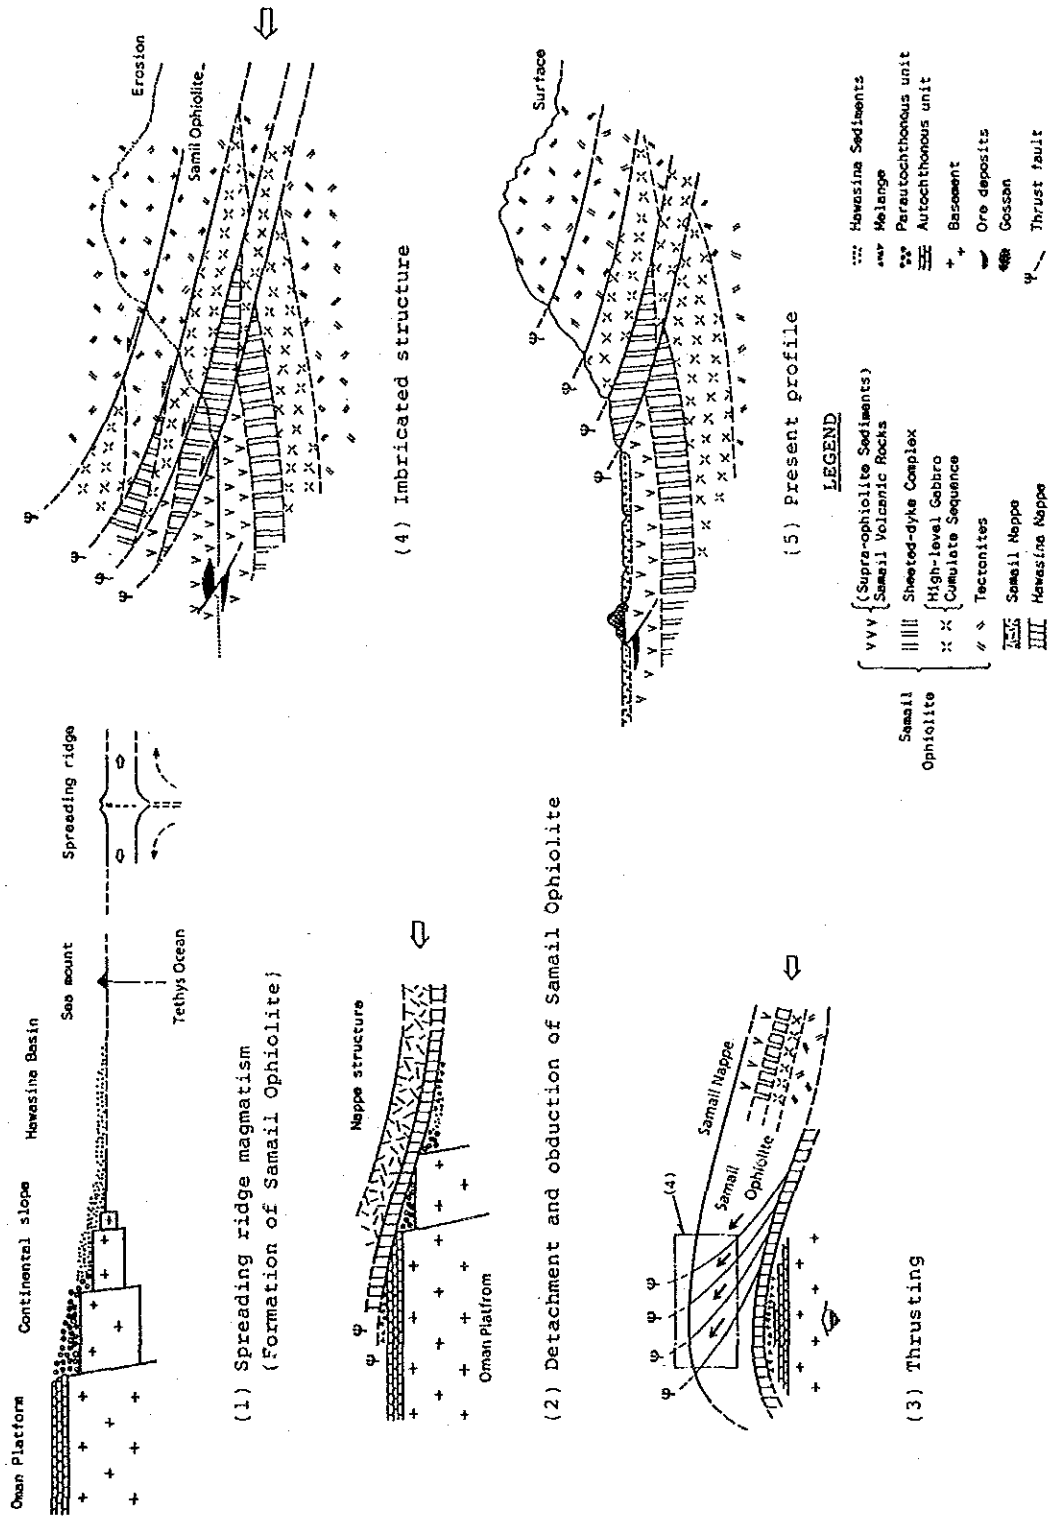 Oman Platform
Continental slope
Hawasina Basin
Sea mount
Spreading ridge
Tethys Ocean
(1) Spreading ridge magmatism
(Formation of Samail Ophiolite)
Nappe structure
φ
φ
Oman Platfrom
(2) Detachment and obduction of Samail Ophiolite
(4)
φ
φ
φ
φ
Samail Nappe
Samail
Ophiolite
(3) Thrusting
Erosion
Samil Ophiolite
φ
φ
φ
φ
(4) Imbricated structure
Surface
φ
φ
φ
φ
(5) Present profile
LEGEND
Samail
Ophiolite
(Supra-ophiolite Sediments)
Samail Volcanic Rocks
Sheeted-dyke Complex
High-level Gabbro
Cumulate Sequence
Tectonites
Samail Nappe
Hawasina Nappe
Hawasina Sediments
Melange
Parautochthonous unit
Autochthonous unit
Basement
Ore deposits
Gossan
φ Thrust fault